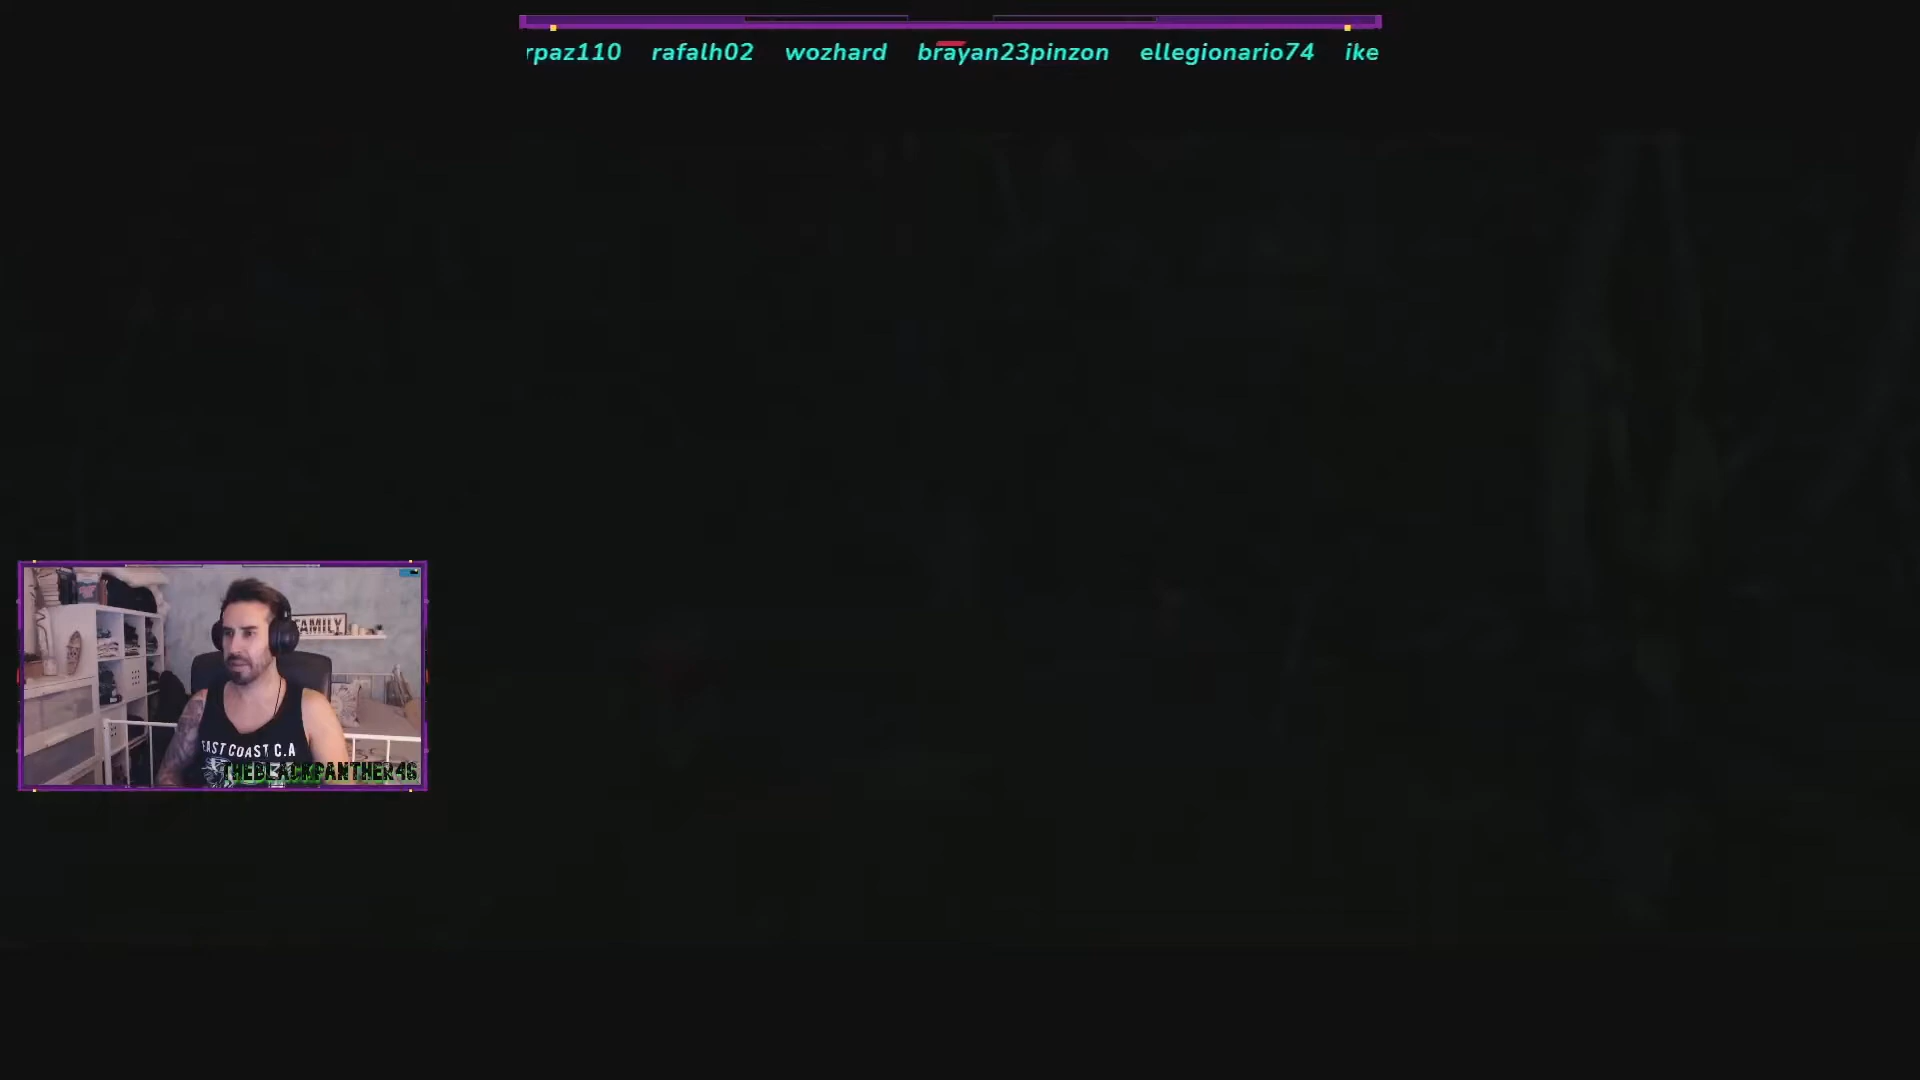 rpaz110 rafalh02 wozhard brayan23pinzon ellegionario74 ike
FAMILY
EAST COAST C.A
THEBLACKPANTHER46